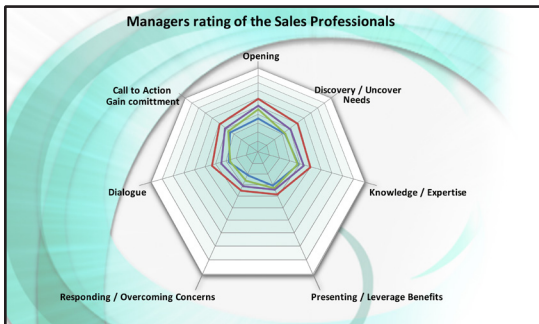 Managers rating of the Sales Professionals
Opening
Call to Action
Gain comittment
Discovery / Uncover
Needs
Dialogue
Knowledge / Expertise
Responding / Overcoming Concerns
Presenting / Leverage Benefits